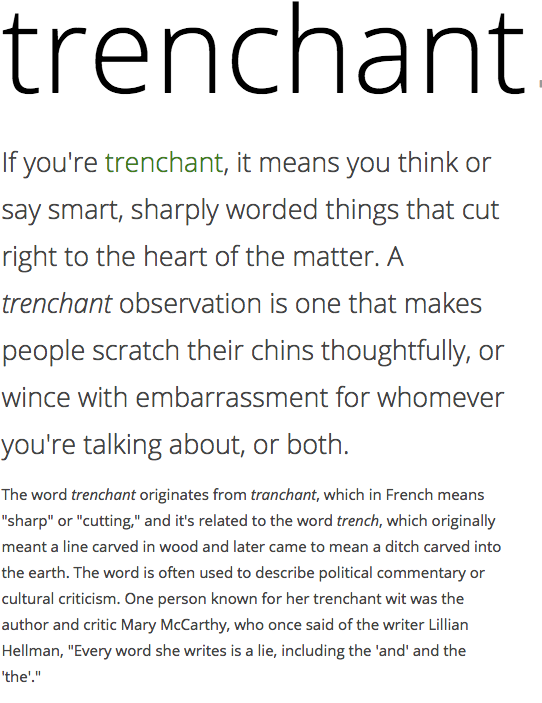 trenchant
If you're trenchant, it means you think or
say smart, sharply worded things that cut
right to the heart of the matter. A
trenchant observation is one that makes
people scratch their chins thoughtfully, or
wince with embarrassment for whomever
you're talking about, or both.
The word trenchant originates from tranchant, which in French means
"sharp" or "cutting," and it's related to the word trench, which originally
meant a line carved in wood and later came to mean a ditch carved into
the earth. The word is often used to describe political commentary or
cultural criticism. One person known for her trenchant wit was the
author and critic Mary McCarthy, who once said of the writer Lillian
Hellman, "Every word she writes is a lie, including the 'and' and the
'the'."